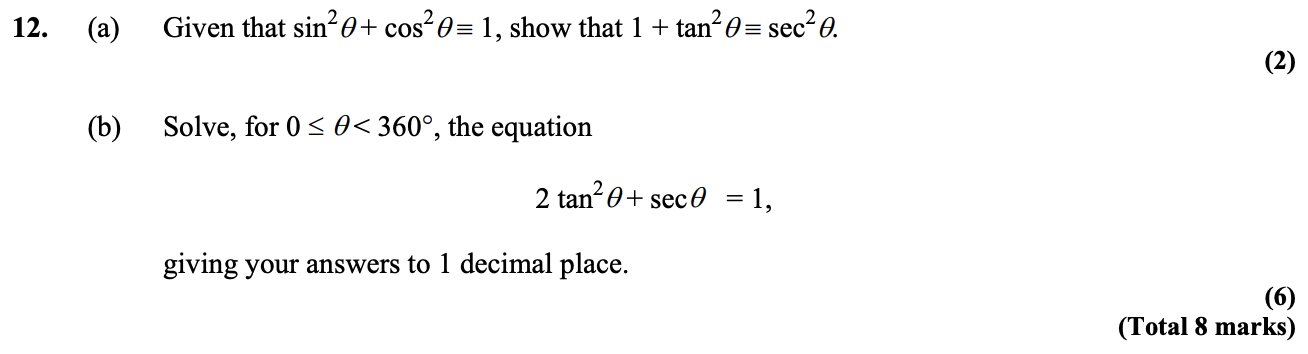 12. (a) Given that sin²θ + cos²θ ≡ 1, show that 1 + tan²θ ≡ sec²θ.
(2)
(b) Solve, for 0 ≤ θ < 360°, the equation
2 tan²θ + secθ = 1,
giving your answers to 1 decimal place.
(6)
(Total 8 marks)